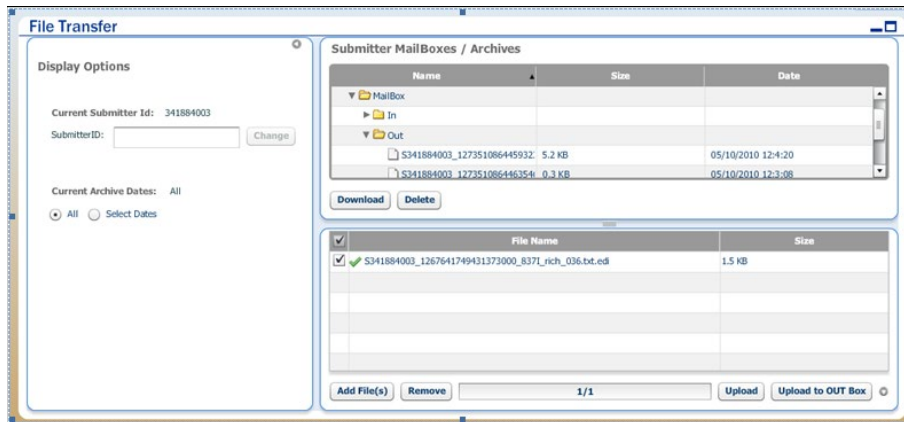 File Transfer
Display Options
Current Submitter Id: 341884003
SubmitterID: Change
Current Archive Dates: All
All Select Dates
Submitter MailBoxes / Archives
Name Size Date
MailBox
In
Out
S341884003_127351086445932 5.2 KB 05/10/2010 12:4:20
S341884003_127351086446354 0.3 KB 05/10/2010 12:3:08
Download Delete
File Name Size
S341884003_1267641749431373000_837I_rich_036.txt.edi 1.5 KB
Add File(s) Remove 1/1 Upload Upload to OUT Box